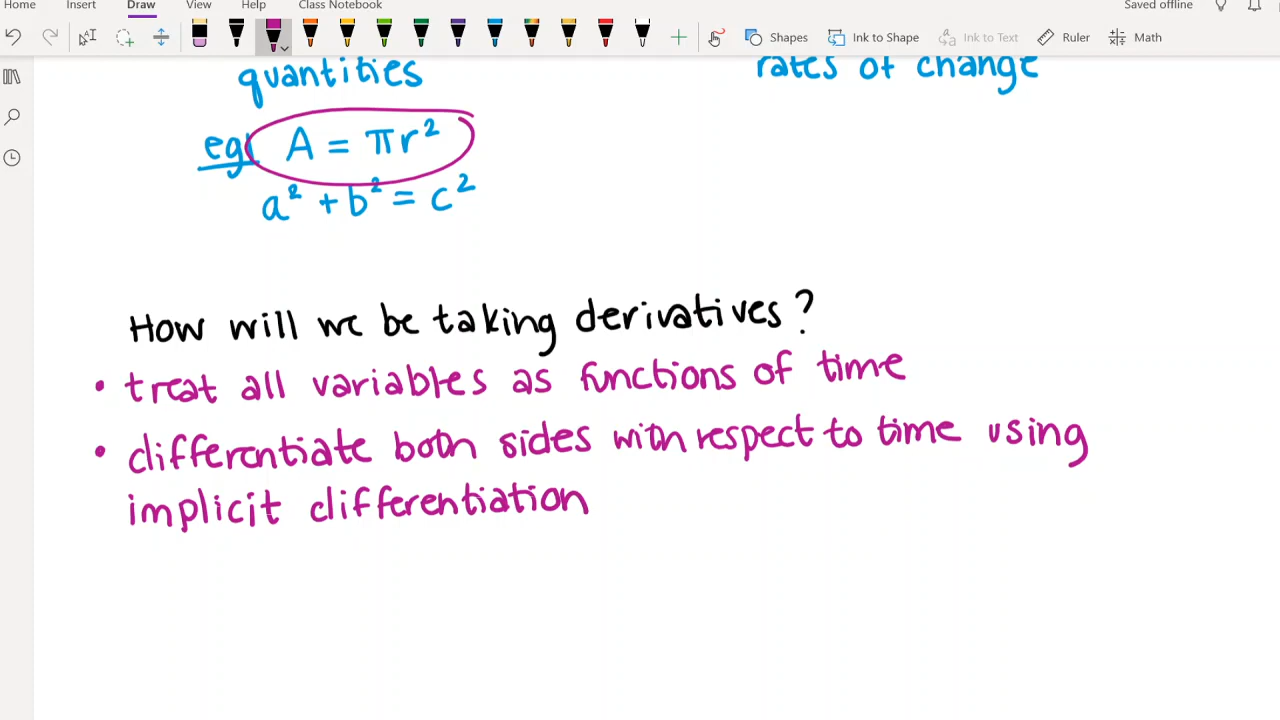 Home Insert Draw View Help Class Notebook Saved offline
Shapes Ink to Shape Ink to Text Ruler Math
quantities rates of change
eg A = πr²
a² + b² = c²
How will we be taking derivatives?
• treat all variables as functions of time
• differentiate both sides with respect to time using
implicit differentiation